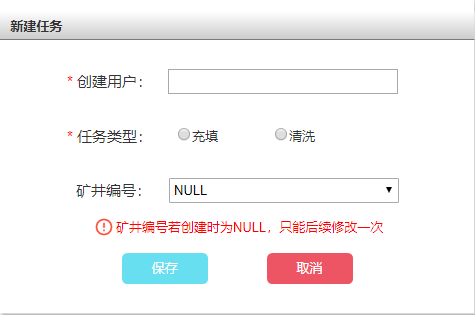 新建任务
* 创建用户：
* 任务类型： 充填 清洗
矿井编号： NULL
矿井编号若创建时为NULL，只能后续修改一次
保存 取消